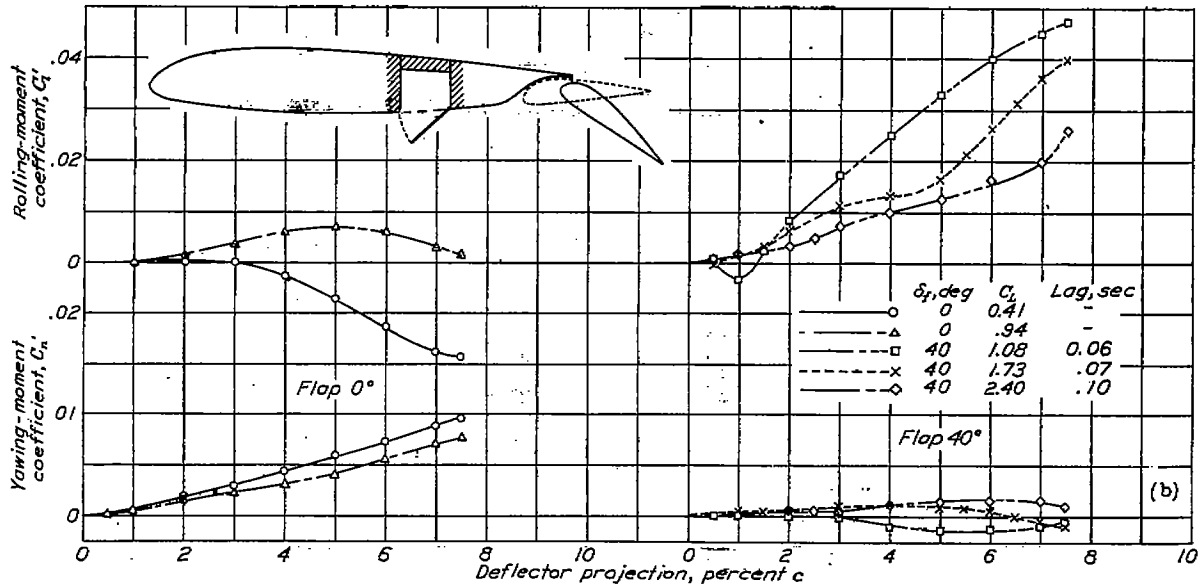 Rolling-moment
coefficient, C_l'
.04
.02
0
.02
Yawing-moment
coefficient, C_n'
.01
0
Flap 0°
δf, deg C_L Lag, sec
0 0.41 -
0 .94 -
40 1.08 0.06
40 1.73 .07
40 2.40 .10
Flap 40°
(b)
0 2 4 6 8 10 0 2 4 6 8 10
Deflector projection, percent c